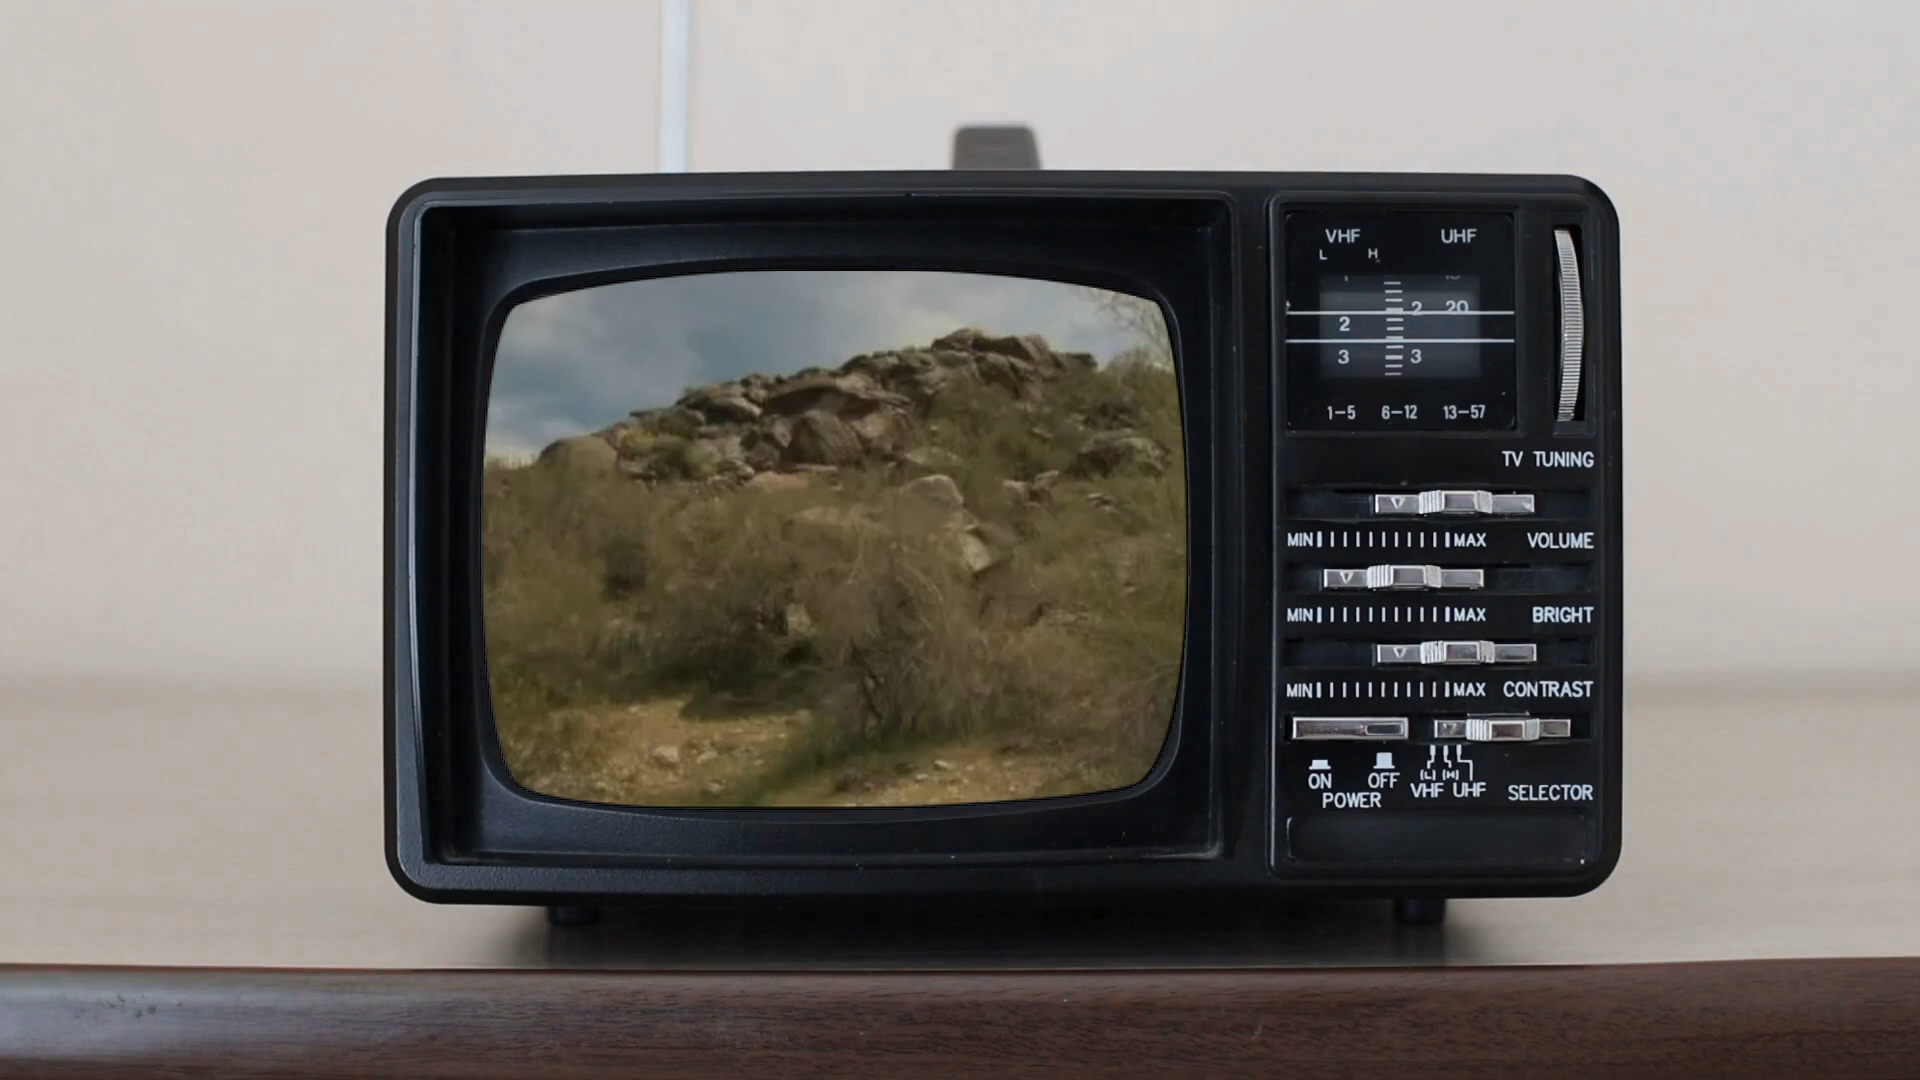 VHF UHF
L H
2 20
2
3 3
1-5 6-12 13-57
TV TUNING
MIN MAX VOLUME
MIN MAX BRIGHT
MIN MAX CONTRAST
ON OFF (L) (H)
POWER VHF UHF SELECTOR